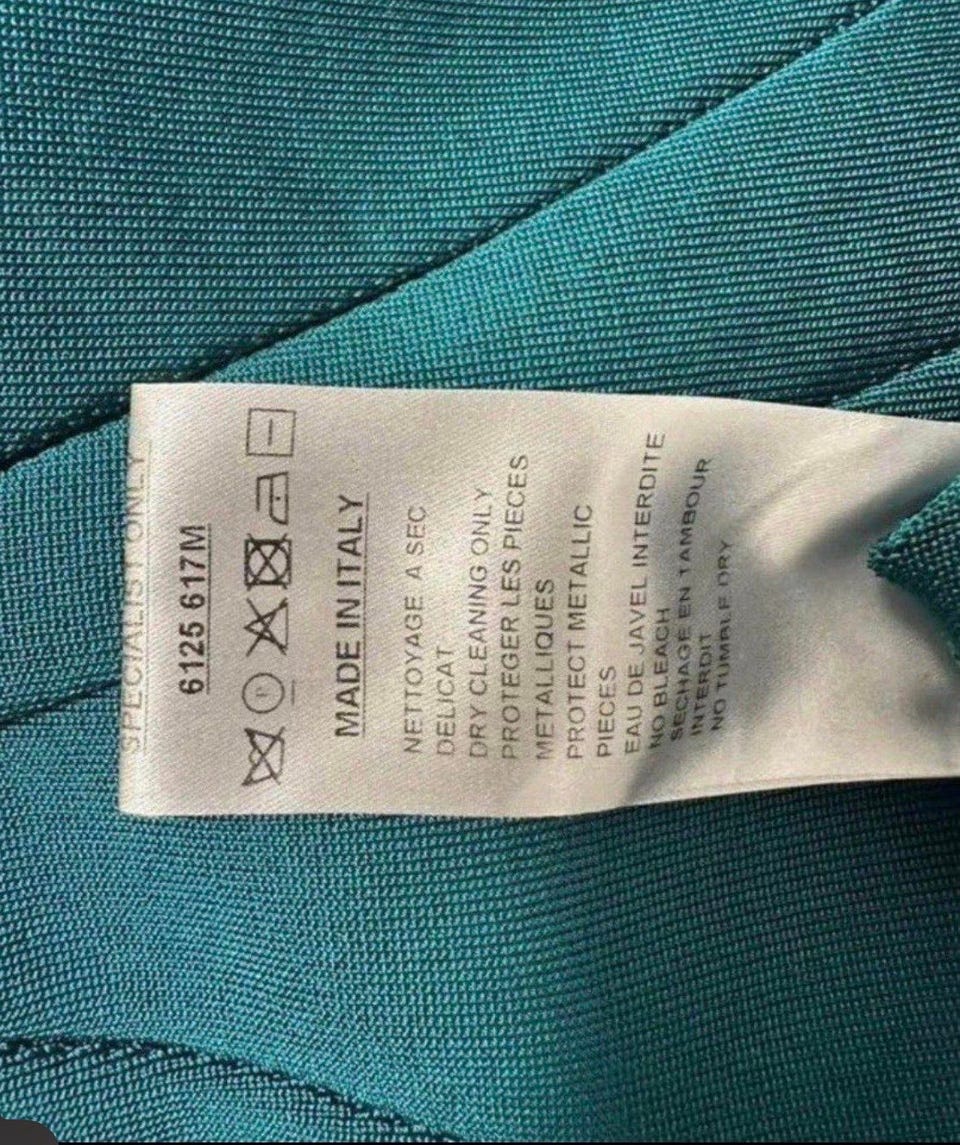 SPECIALIST ONLY
6125 617M
P
MADE IN ITALY
NETTOYAGE A SEC
DELICAT
DRY CLEANING ONLY
PROTEGER LES PIECES
METALLIQUES
PROTECT METALLIC
PIECES
EAU DE JAVEL INTERDITE
NO BLEACH
SECHAGE EN TAMBOUR
INTERDIT
NO TUMBLE DRY